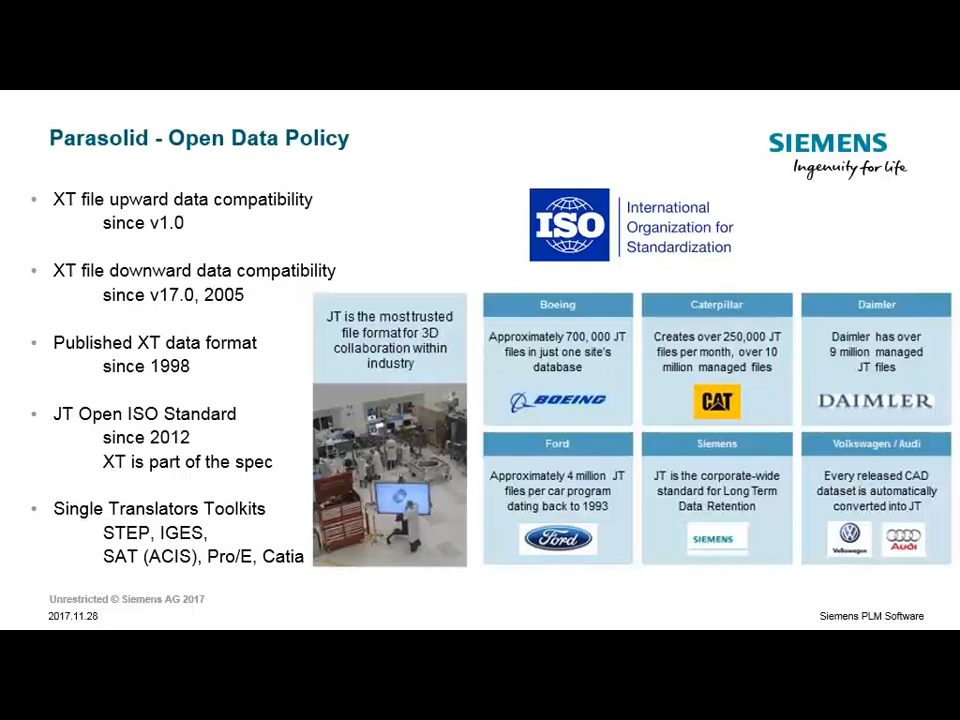 Parasolid - Open Data Policy
SIEMENS
Ingenuity for life
• XT file upward data compatibility
since v1.0
• XT file downward data compatibility
since v17.0, 2005
• Published XT data format
since 1998
• JT Open ISO Standard
since 2012
XT is part of the spec
• Single Translators Toolkits
STEP, IGES,
SAT (ACIS), Pro/E, Catia
ISO
International
Organization for
Standardization
JT is the most trusted
file format for 3D
collaboration within
industry
Boeing
Approximately 700, 000 JT
files in just one site's
database
BOEING
Caterpillar
Creates over 250,000 JT
files per month, over 10
million managed files
CAT
Daimler
Daimler has over
9 million managed
JT files
DAIMLER
Ford
Approximately 4 million JT
files per car program
dating back to 1993
Ford
Siemens
JT is the corporate-wide
standard for Long Term
Data Retention
SIEMENS
Volkswagen / Audi
Every released CAD
dataset is automatically
converted into JT
Volkswagen
Audi
Unrestricted © Siemens AG 2017
2017.11.28
Siemens PLM Software